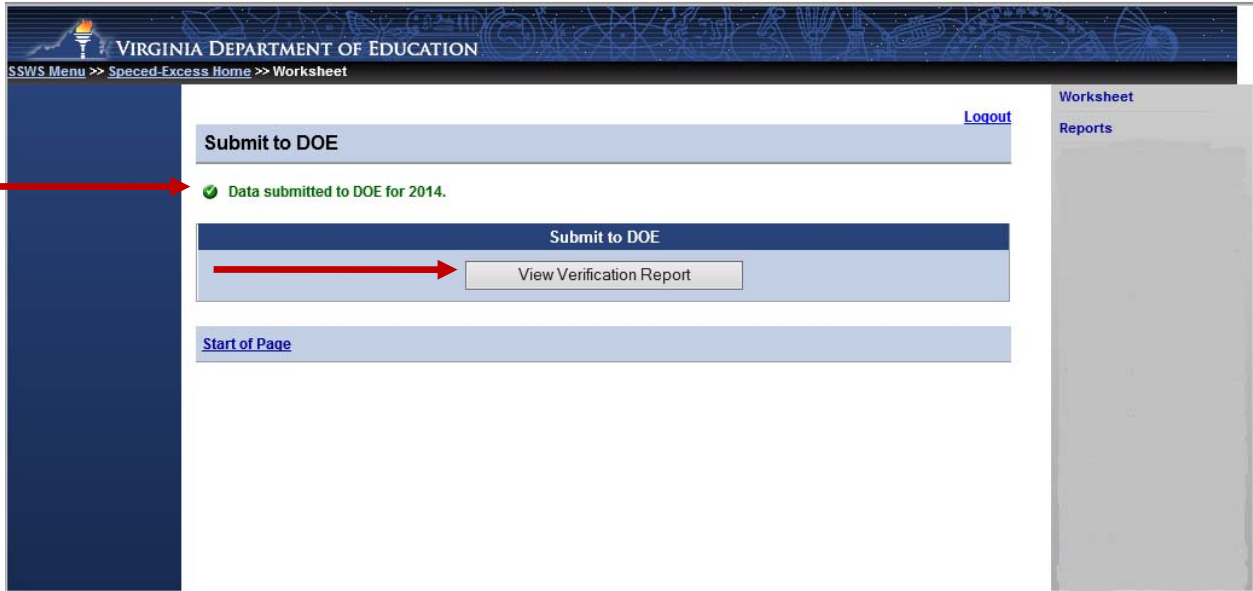 VIRGINIA DEPARTMENT OF EDUCATION
SSWS Menu >> Speced-Excess Home >> Worksheet
Logout
Submit to DOE
Data submitted to DOE for 2014.
Submit to DOE
View Verification Report
Start of Page
Worksheet
Reports